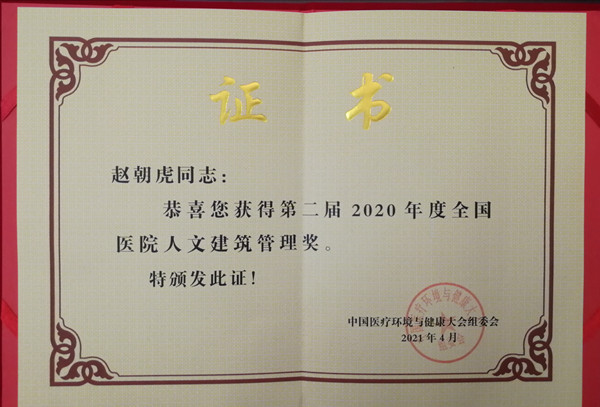 证书
赵朝虎同志：
恭喜您获得第二届2020年度全国
医院人文建筑管理奖。
特颁发此证！
中国医疗环境与健康大会组委会
2021年4月